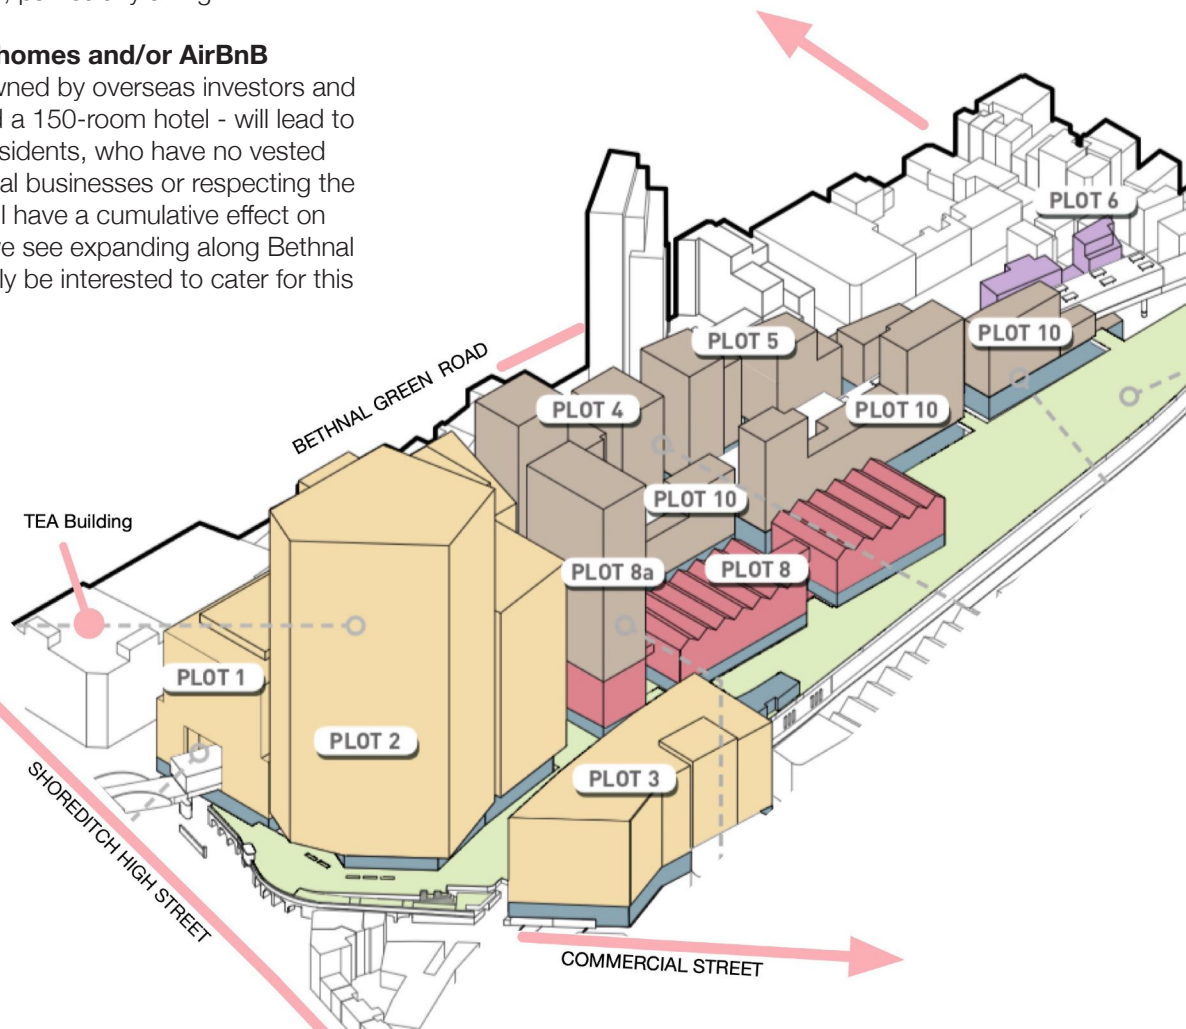 homes and/or AirBnB
wned by overseas investors and
d a 150-room hotel - will lead to
sidents, who have no vested
al businesses or respecting the
l have a cumulative effect on
ve see expanding along Bethnal
ly be interested to cater for this
PLOT 6
PLOT 10
PLOT 5
BETHNAL GREEN ROAD
PLOT 4
PLOT 10
PLOT 10
TEA Building
PLOT 8a
PLOT 8
PLOT 1
PLOT 2
PLOT 3
SHOREDITCH HIGH STREET
COMMERCIAL STREET